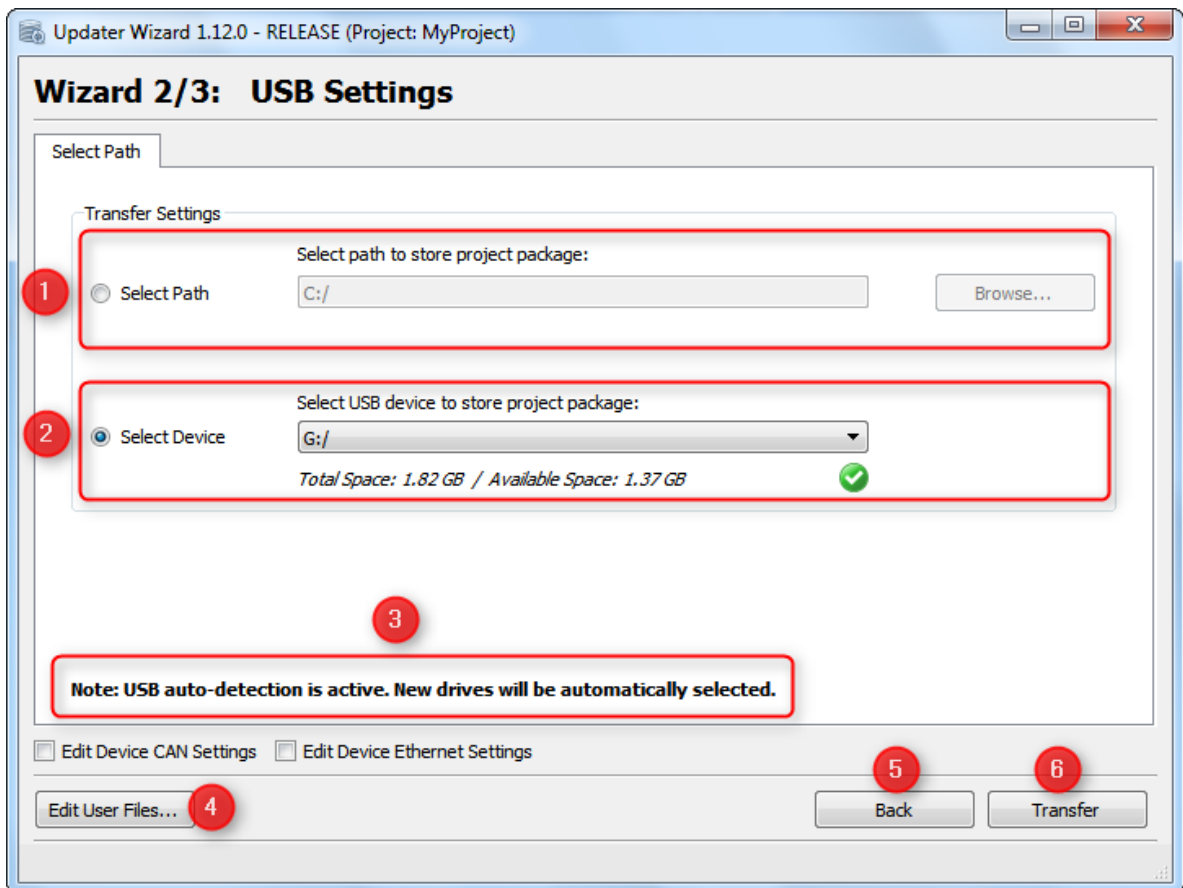 Updater Wizard 1.12.0 - RELEASE (Project: MyProject)
Wizard 2/3: USB Settings
Select Path
Transfer Settings
Select path to store project package:
1
Select Path
C:/
Browse...
Select USB device to store project package:
2
Select Device
G:/
Total Space: 1.82 GB / Available Space: 1.37 GB
3
Note: USB auto-detection is active. New drives will be automatically selected.
Edit Device CAN Settings
Edit Device Ethernet Settings
5
6
Edit User Files...
4
Back
Transfer